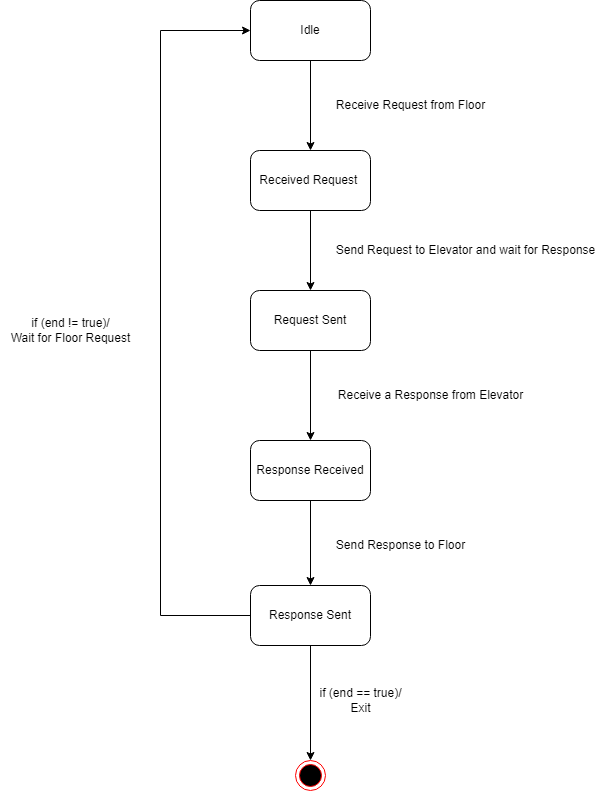 Idle
Receive Request from Floor
Received Request
Send Request to Elevator and wait for Response
Request Sent
if (end != true)/
Wait for Floor Request
Receive a Response from Elevator
Response Received
Send Response to Floor
Response Sent
if (end == true)/
Exit